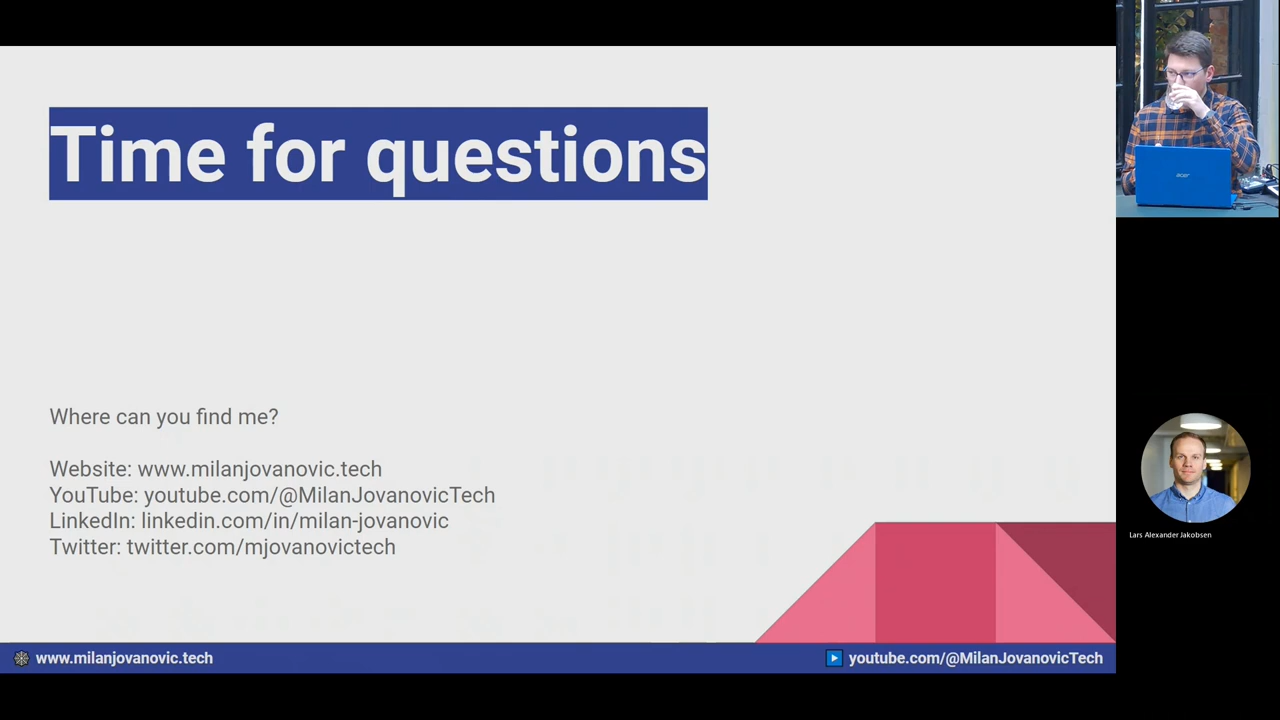 Time for questions
Where can you find me?
Website: www.milanjovanovic.tech
YouTube: youtube.com/@MilanJovanovicTech
LinkedIn: linkedin.com/in/milan-jovanovic
Twitter: twitter.com/mjovanovictech
www.milanjovanovic.tech
youtube.com/@MilanJovanovicTech
acer
Lars Alexander Jakobsen